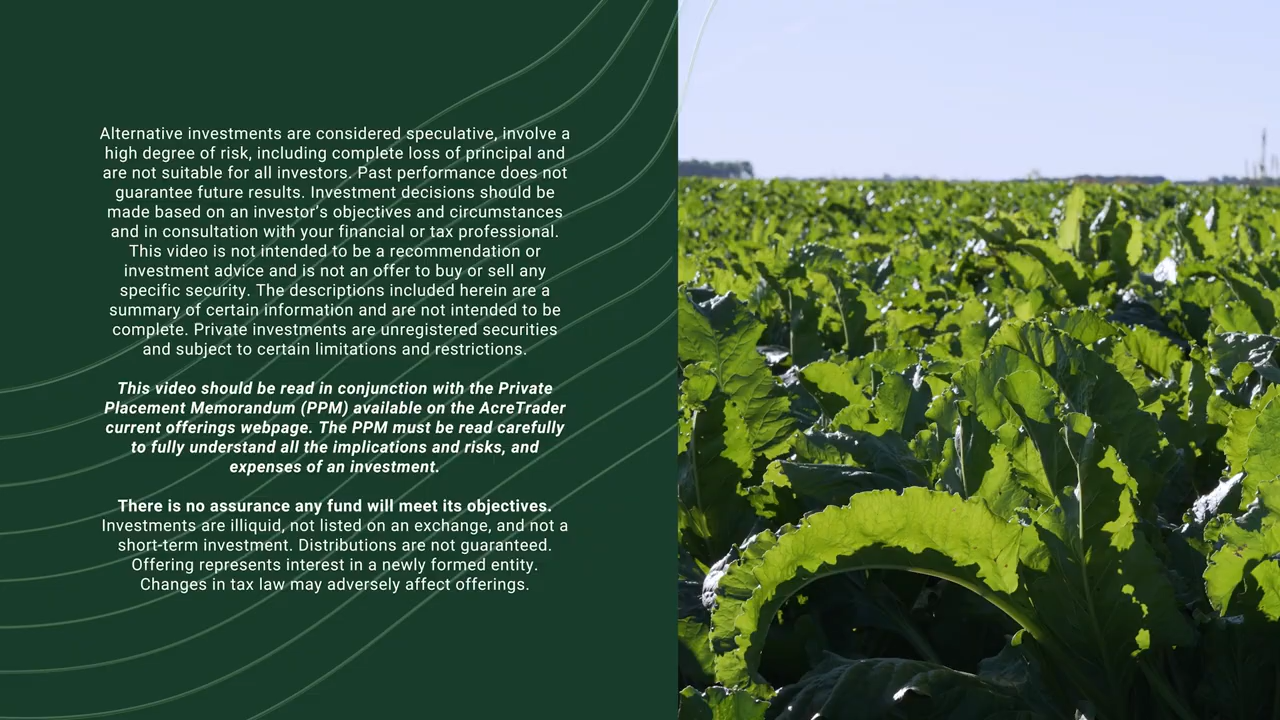 Alternative investments are considered speculative, involve a
high degree of risk, including complete loss of principal and
are not suitable for all investors. Past performance does not
guarantee future results. Investment decisions should be
made based on an investor’s objectives and circumstances
and in consultation with your financial or tax professional.
This video is not intended to be a recommendation or
investment advice and is not an offer to buy or sell any
specific security. The descriptions included herein are a
summary of certain information and are not intended to be
complete. Private investments are unregistered securities
and subject to certain limitations and restrictions.
This video should be read in conjunction with the Private
Placement Memorandum (PPM) available on the AcreTrader
current offerings webpage. The PPM must be read carefully
to fully understand all the implications and risks, and
expenses of an investment.
There is no assurance any fund will meet its objectives.
Investments are illiquid, not listed on an exchange, and not a
short-term investment. Distributions are not guaranteed.
Offering represents interest in a newly formed entity.
Changes in tax law may adversely affect offerings.